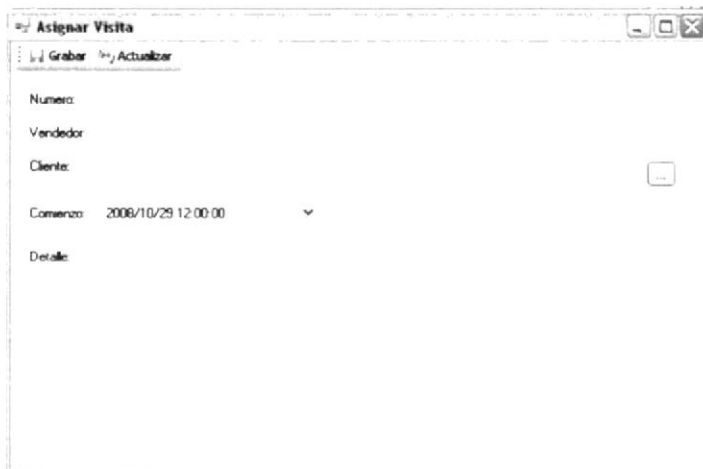 Asignar Visita
Grabar Actualizar
Numero:
Vendedor
Cliente:
...
Comienzo: 2008/10/29 12:00:00
Detalle: